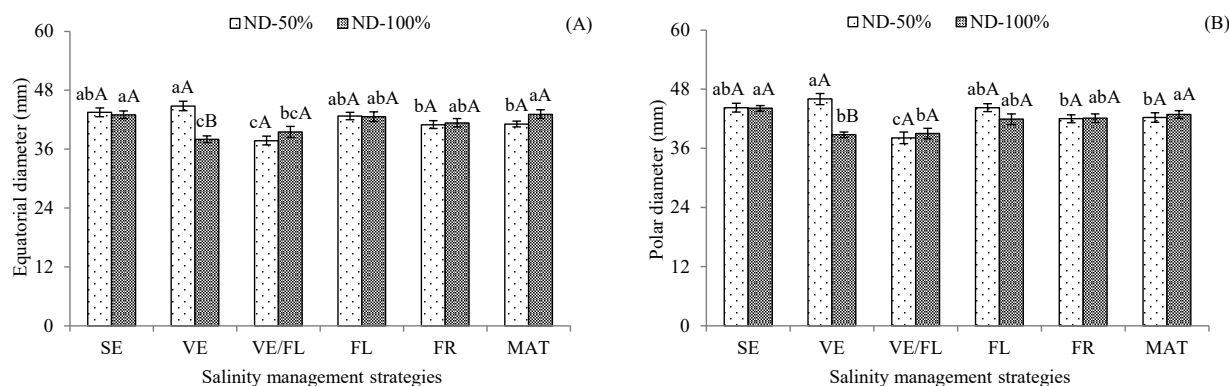 ND-50% ND-100% (A)
Equatorial diameter (mm)
60
48
36
24
12
0
abA aA aA cB cA bcA abA abA bA abA bA aA
SE VE VE/FL FL FR MAT
Salinity management strategies
ND-50% ND-100% (B)
Polar diameter (mm)
60
48
36
24
12
0
abA aA aA bB cA bA abA abA bA abA bA aA
SE VE VE/FL FL FR MAT
Salinity management strategies